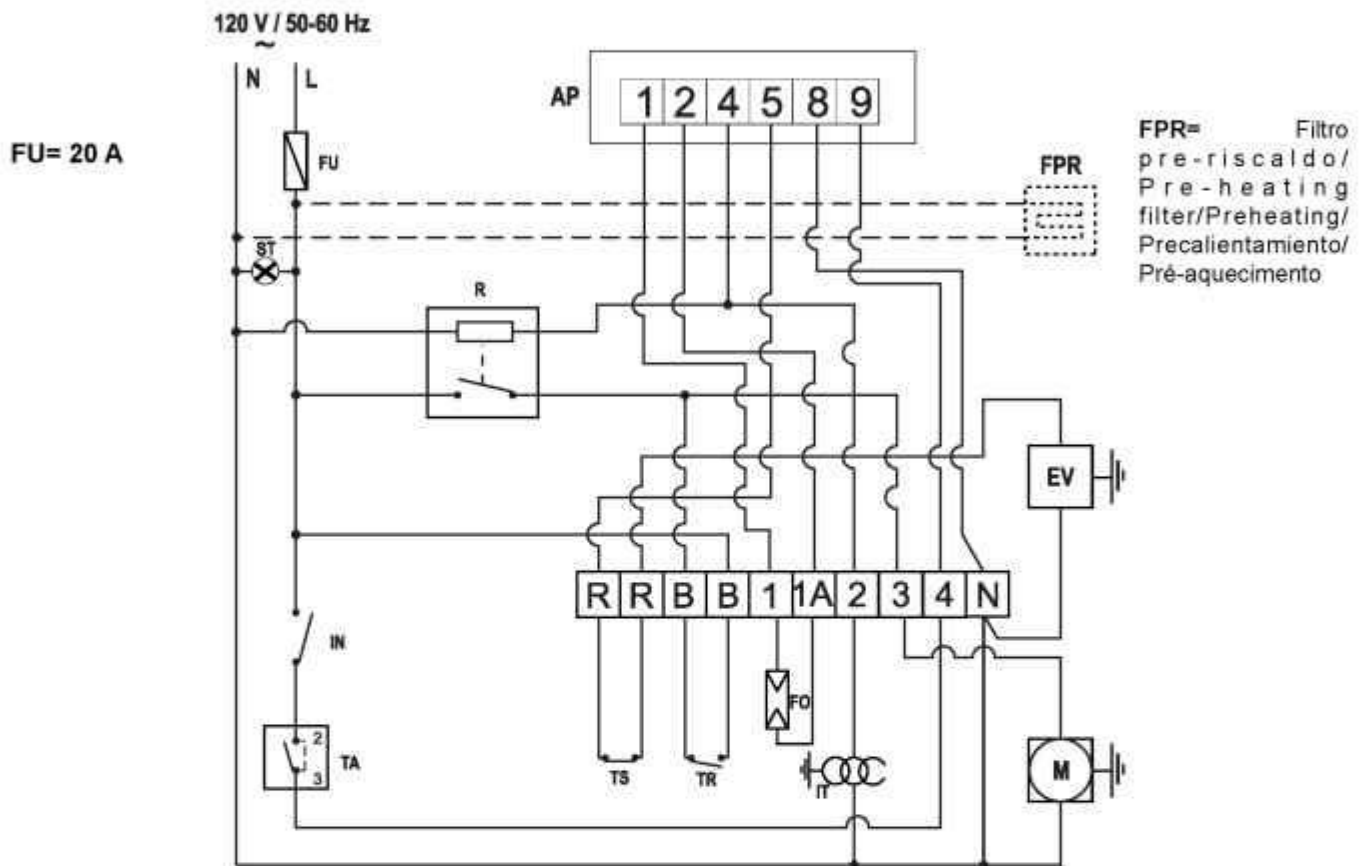 120 V / 50-60 Hz
~
N L
AP
1 2 4 5 8 9
FU= 20 A
FU
FPR
FPR= Filtro
pre-riscaldo/
Pre-heating
filter/Preheating/
Precalientamiento/
Pré-aquecimento
ST
R
EV
R R B B 1 1A 2 3 4 N
IN
FO
2
TA
3
TS
TR
IT
M